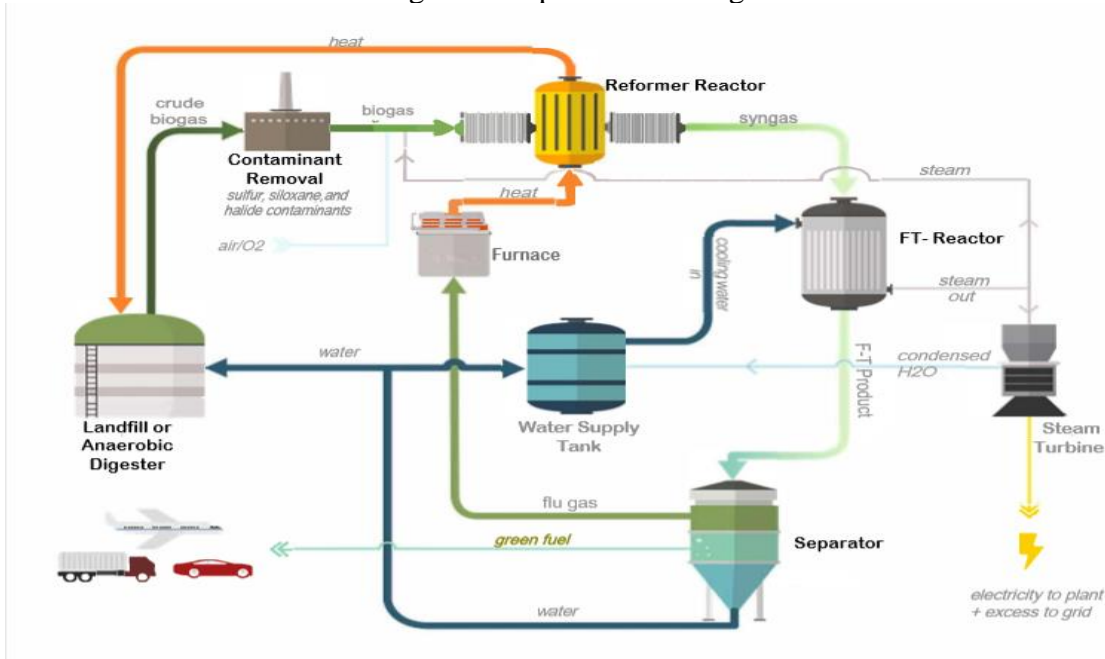 heat
Reformer Reactor
crude
biogas
biogas
syngas
Contaminant
Removal
sulfur, siloxane, and
halide contaminants
steam
heat
air/O2
Furnace
cooling water
in
FT- Reactor
steam
out
water
F-T Product
condensed
H2O
Landfill or
Anaerobic
Digester
Water Supply
Tank
Steam
Turbine
flu gas
green fuel
Separator
water
electricity to plant
+ excess to grid